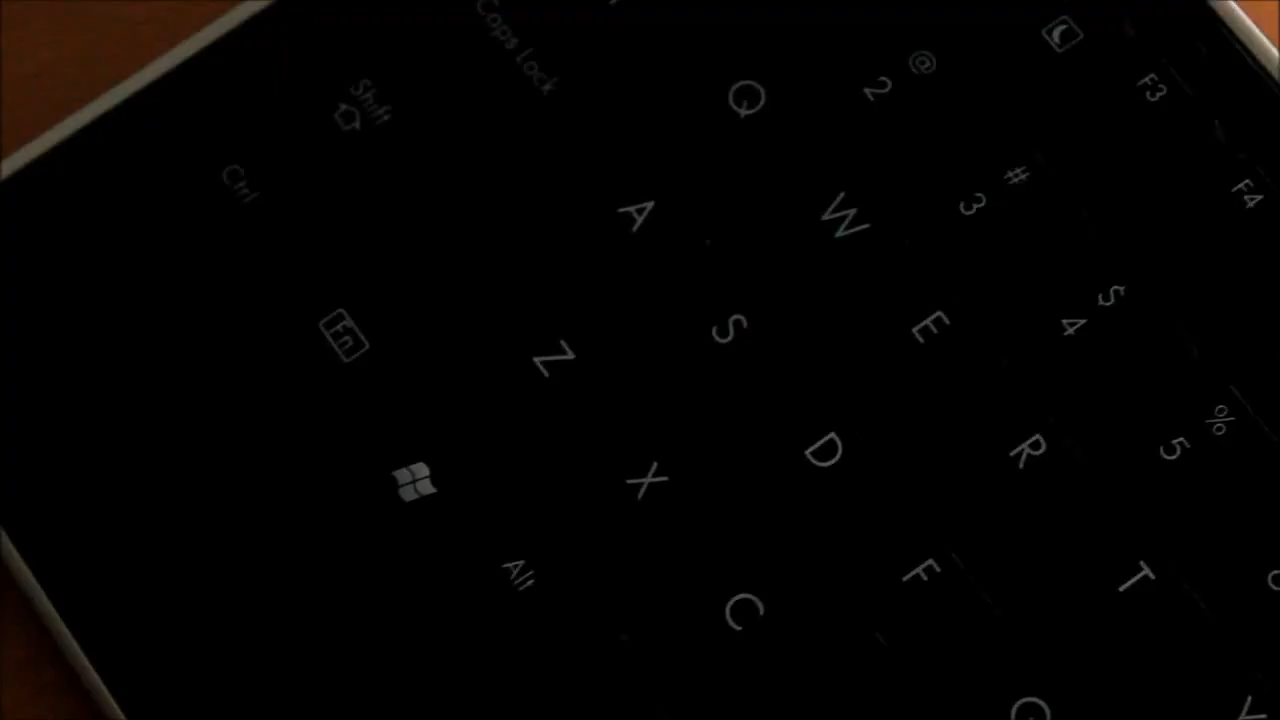 F3 F4
@ # $ %
2 3 4 5
Q W E R T Y
Caps Lock A S D F G
Shift Z X C
Ctrl Fn Alt